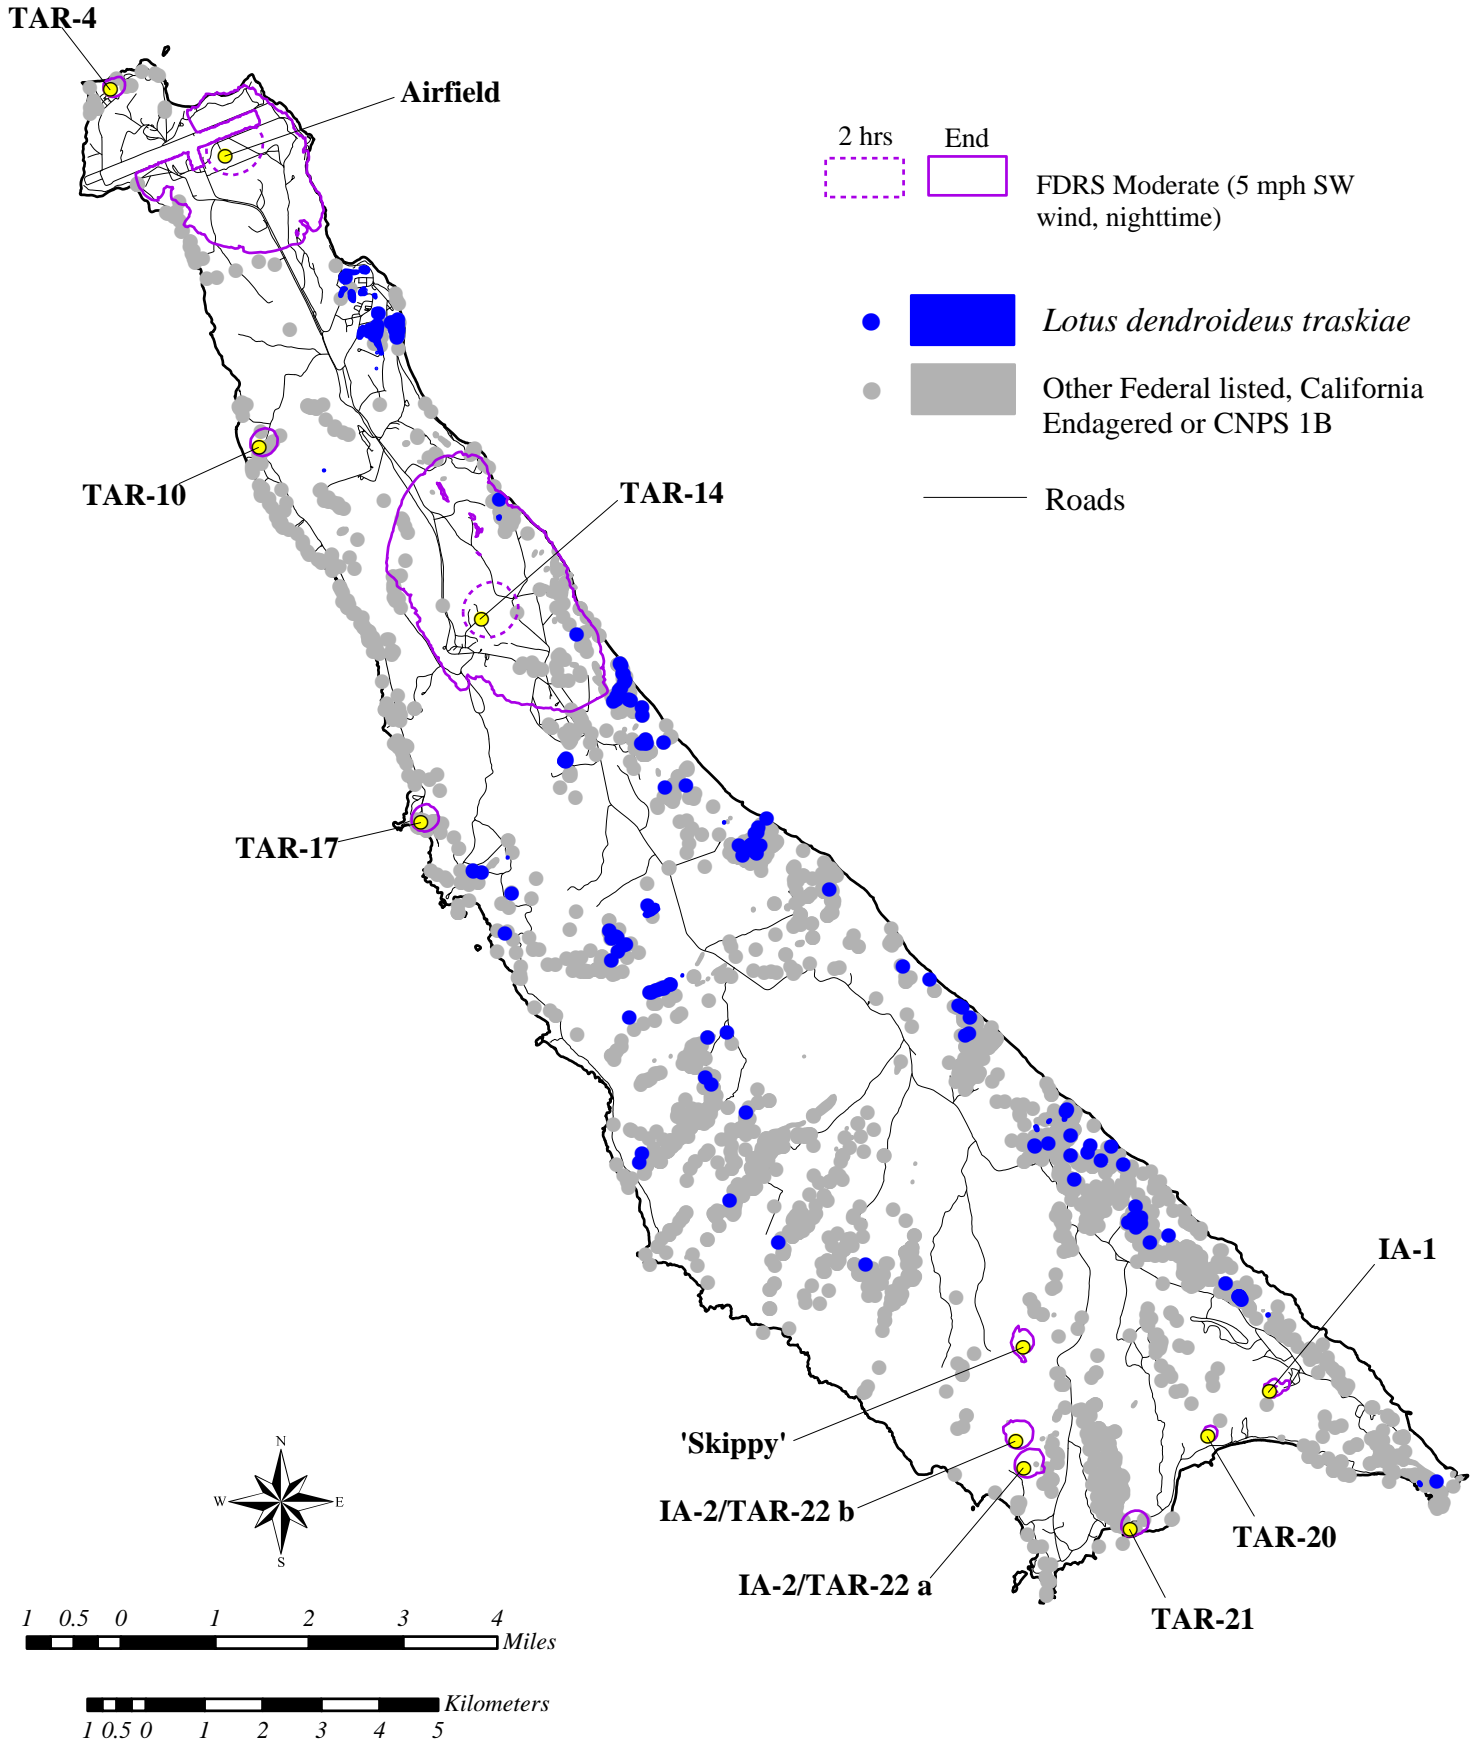 TAR-4
Airfield
2 hrs
End
FDRS Moderate (5 mph SW
wind, nighttime)
Lotus dendroideus traskiae
Other Federal listed, California
Endagered or CNPS 1B
Roads
TAR-10
TAR-14
TAR-17
IA-1
'Skippy'
IA-2/TAR-22 b
IA-2/TAR-22 a
TAR-20
TAR-21
N
W
E
S
1 0.5 0 1 2 3 4
Miles
Kilometers
1 0.5 0 1 2 3 4 5